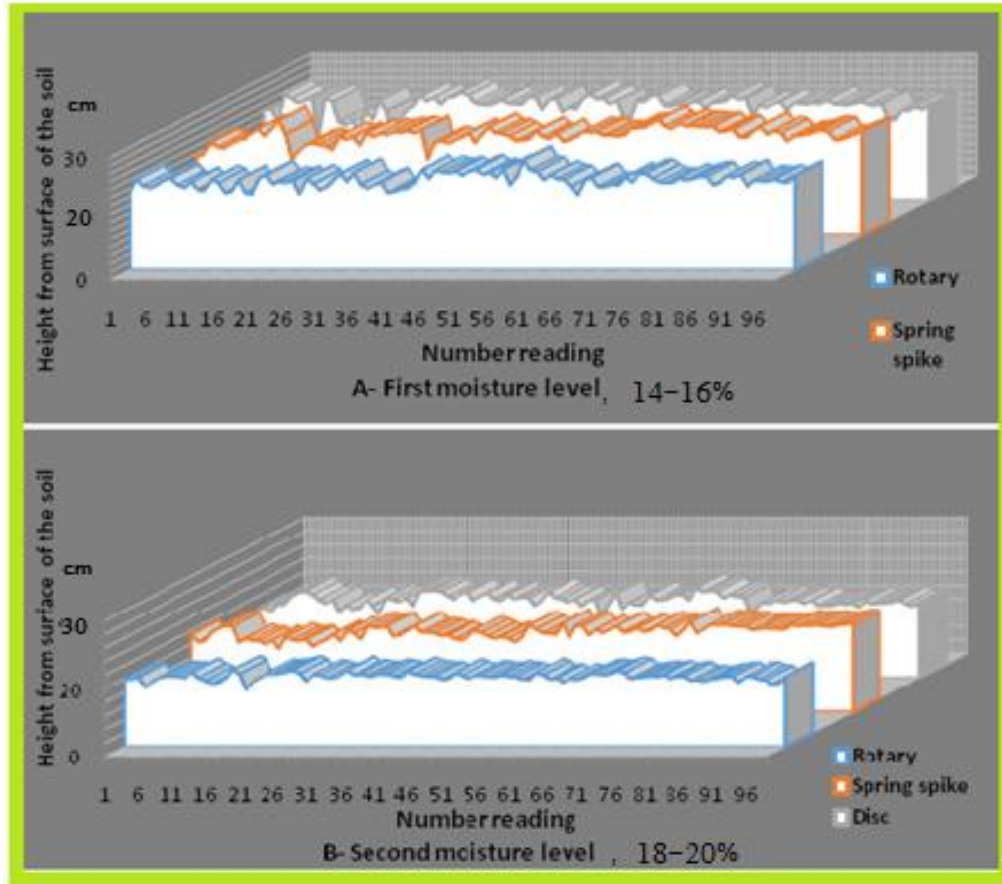 Height from surface of the soil
cm
30
20
0
1 6 11 16 21 26 31 36 41 46 51 56 61 66 71 76 81 86 91 96
Number reading
A- First moisture level, 14-16%
Rotary
Spring
spike
Height from surface of the soil
cm
30
20
0
1 6 11 16 21 26 31 36 41 46 51 56 61 66 71 76 81 86 91 96
Number reading
B- Second moisture level , 18-20%
Rotary
Spring spike
Disc